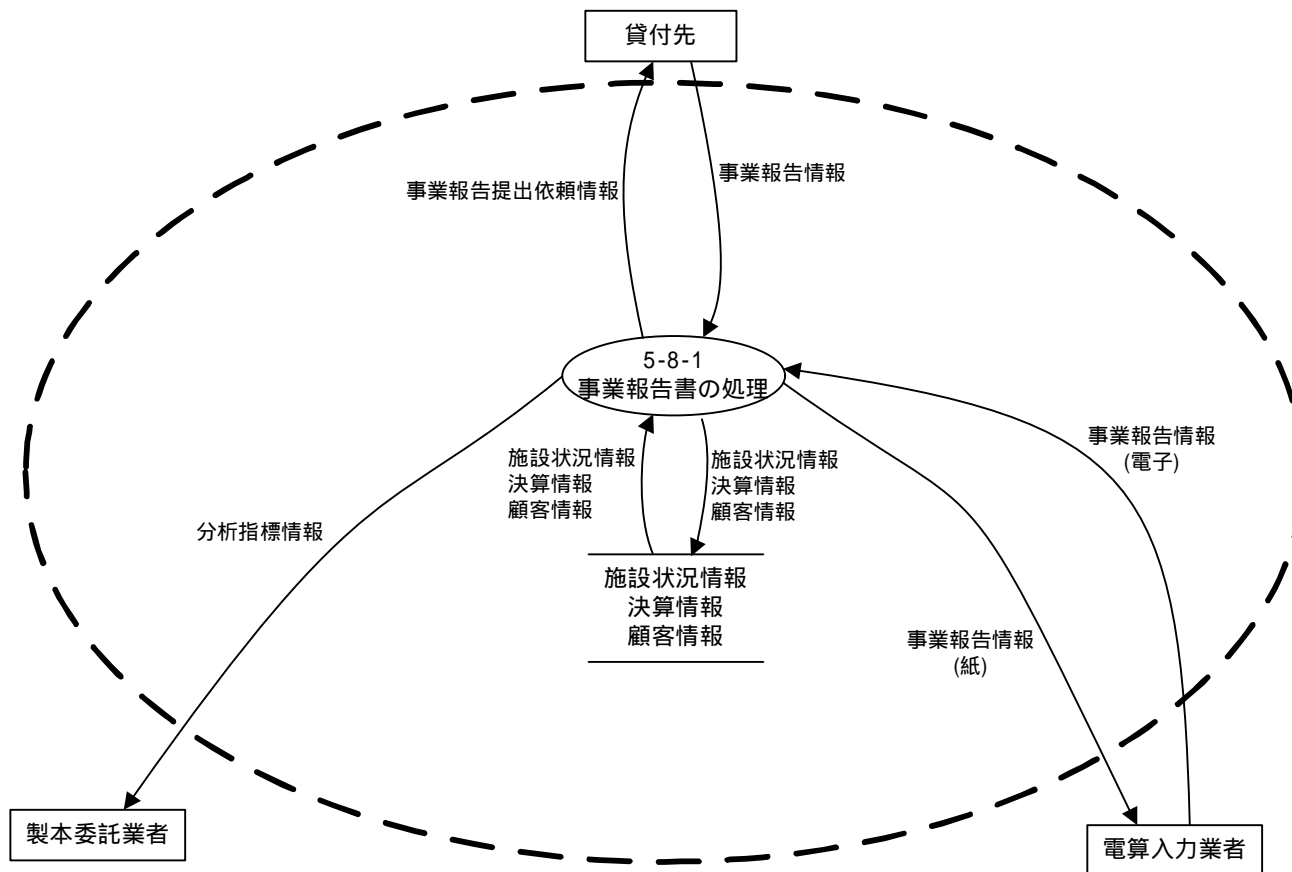 貸付先
事業報告情報
事業報告提出依頼情報
5-8-1
事業報告書の処理
事業報告情報
(電子)
施設状況情報
決算情報
顧客情報
施設状況情報
決算情報
顧客情報
分析指標情報
施設状況情報
決算情報
顧客情報
事業報告情報
(紙)
製本委託業者
電算入力業者